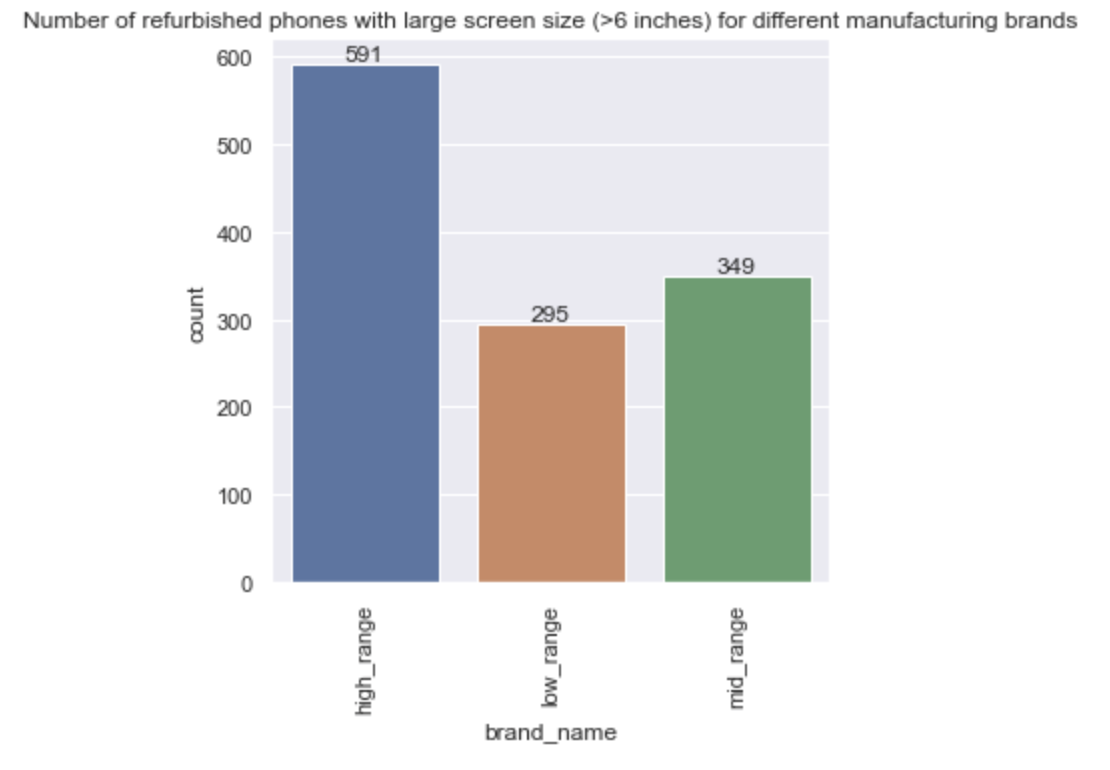 Number of refurbished phones with large screen size (>6 inches) for different manufacturing brands
600
591
500
400
349
300
295
200
100
0
count
high_range
low_range
mid_range
brand_name